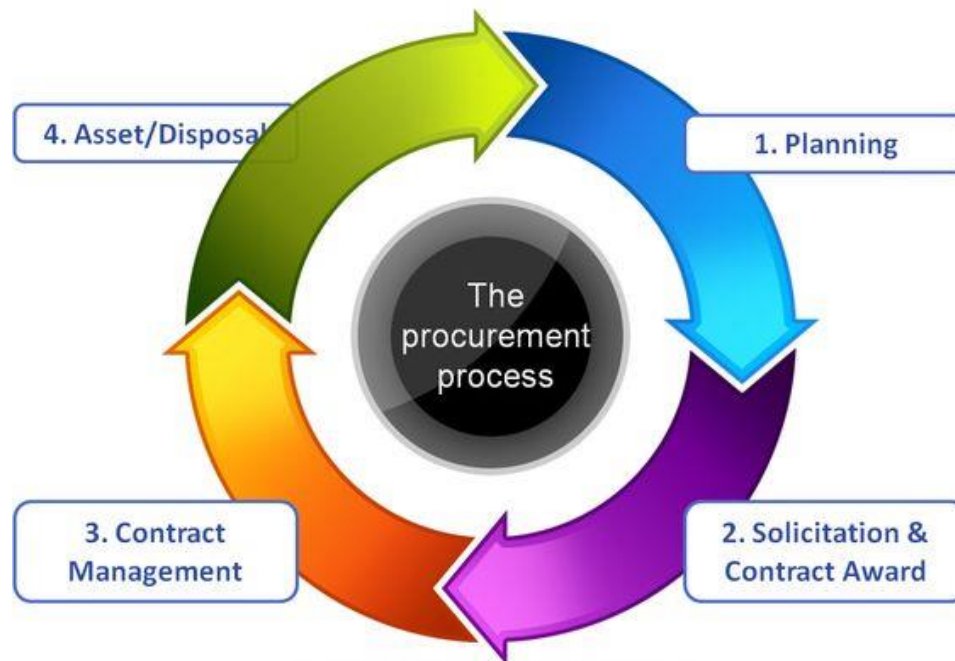 4. Asset/Disposal
1. Planning
The
procurement
process
3. Contract
Management
2. Solicitation &
Contract Award